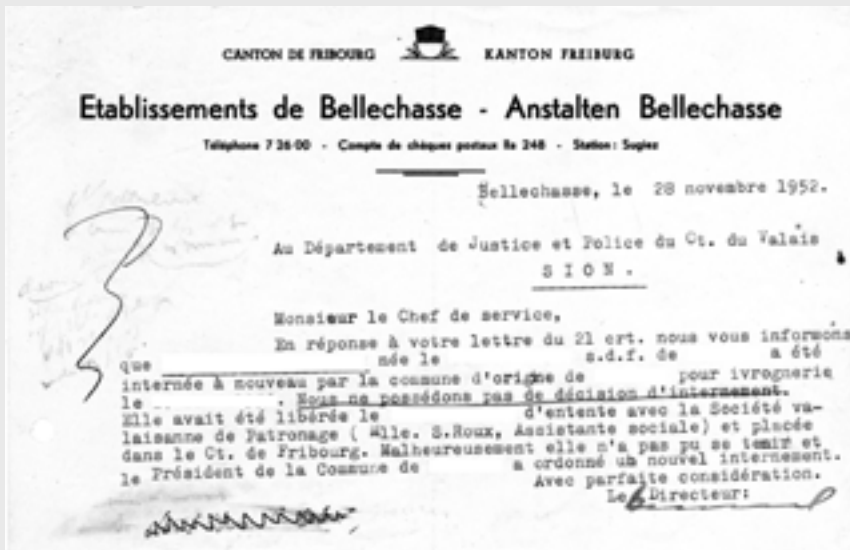 CANTON DE FRIBOURG KANTON FREIBURG
Etablissements de Bellechasse - Anstalten Bellechasse
Téléphone 7 26 00 - Compte de chèques postaux IIa 248 - Station: Sugiez
Bellechasse, le 28 novembre 1952.
Au Département de Justice et Police du Ct. du Valais
SION.
Monsieur le Chef de service,
En réponse à votre lettre du 21 crt. nous vous informons
que née le s.d.f. de a été
internée à nouveau par la commune d'origine de pour ivrognerie
le . Nous ne possédons pas de décision d'internement.
Elle avait été libérée le d'entente avec la Société va-
laisanne de Patronage ( Mlle. S.Roux, Assistante sociale) et placée
dans le Ct. de Fribourg. Malheureusement elle n'a pas pu se tenir et
le Président de la Commune de a ordonné un nouvel internement.
Avec parfaite considération.
Le Directeur: